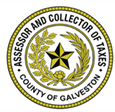 ASSESSOR AND COLLECTOR OF TAXES
COUNTY OF GALVESTON